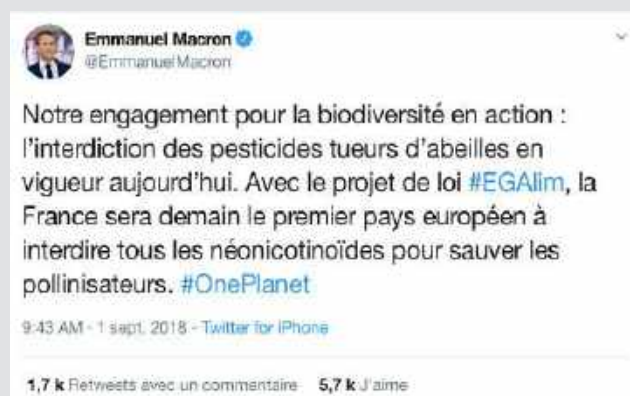 Emmanuel Macron
@EmmanuelMacron
Notre engagement pour la biodiversité en action :
l'interdiction des pesticides tueurs d'abeilles en
vigueur aujourd'hui. Avec le projet de loi #EGAlim, la
France sera demain le premier pays européen à
interdire tous les néonicotinoïdes pour sauver les
pollinisateurs. #OnePlanet
9:43 AM - 1 sept. 2018 - Twitter for iPhone
1,7 k Retweets avec un commentaire 5,7 k J'aime